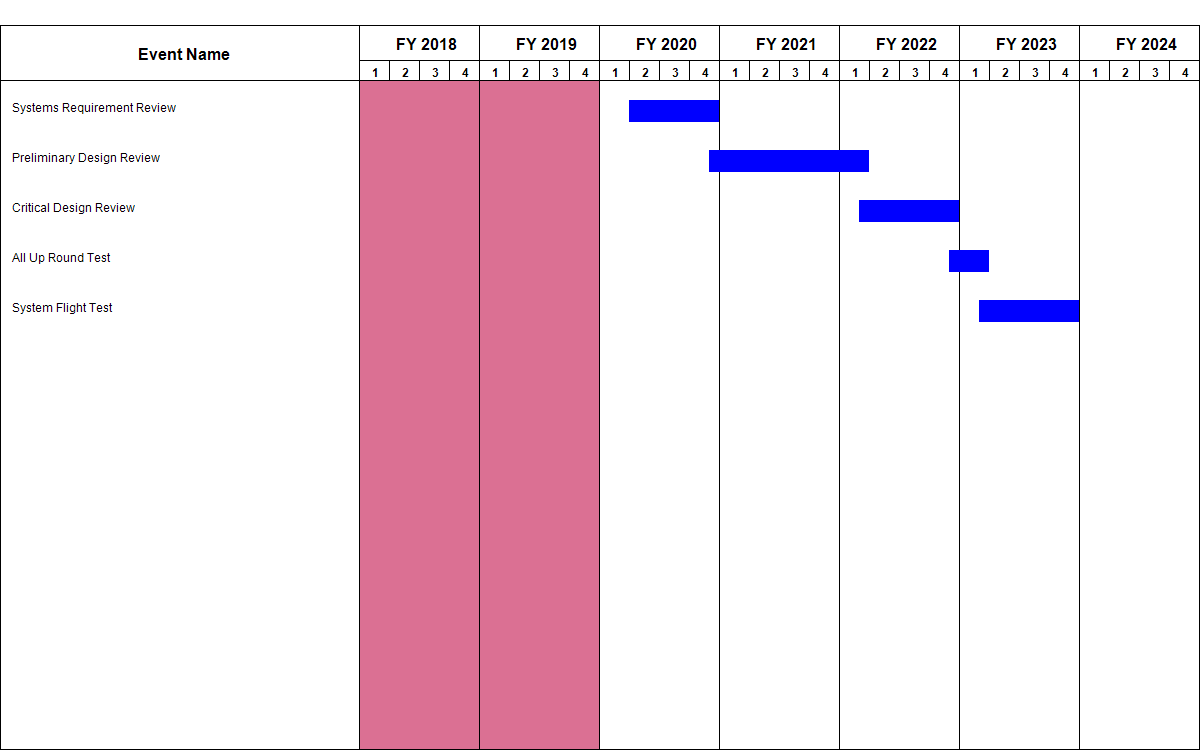 Event Name FY 2018 FY 2019 FY 2020 FY 2021 FY 2022 FY 2023 FY 2024
1 2 3 4 1 2 3 4 1 2 3 4 1 2 3 4 1 2 3 4 1 2 3 4 1 2 3 4
Systems Requirement Review
Preliminary Design Review
Critical Design Review
All Up Round Test
System Flight Test